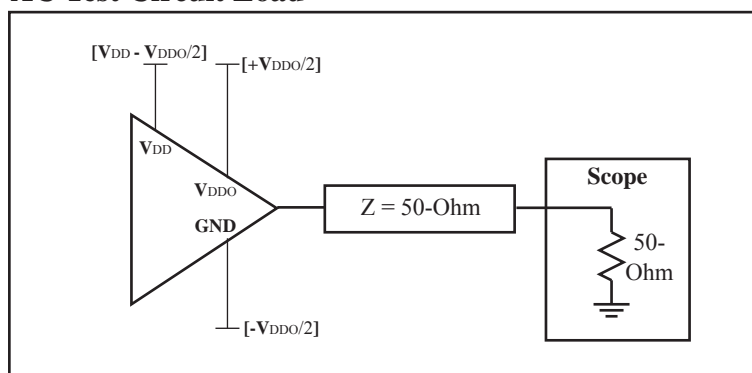 [VDD - VDDO/2]
[+VDDO/2]
VDD
VDDO
GND
[-VDDO/2]
Z = 50-Ohm
Scope
50-
Ohm